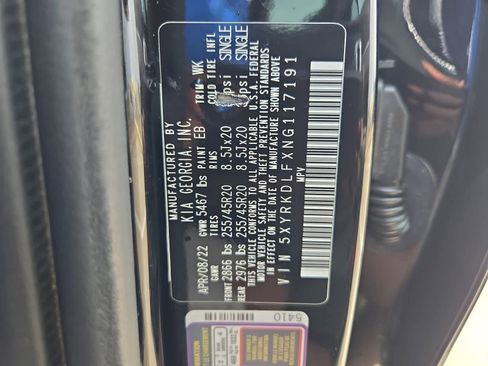 MANUFACTURED BY
KIA GEORGIA, INC.
APR/08/22 GVWR 5467 lbs PAINT EB TRIM WK
TIRES RIMS COLD TIRE INFL
FRONT 2866 lbs 255/45R20 8.5Jx20 psi SINGLE
REAR 2976 lbs 255/45R20 8.5Jx20 psi SINGLE
THIS VEHICLE CONFORMS TO ALL APPLICABLE U.S.A. FEDERAL
MOTOR VEHICLE SAFETY AND THEFT PREVENTION STANDARDS
IN EFFECT ON THE DATE OF MANUFACTURE SHOWN ABOVE
VIN 5XYRKDLFXNG117191
MPV
5410